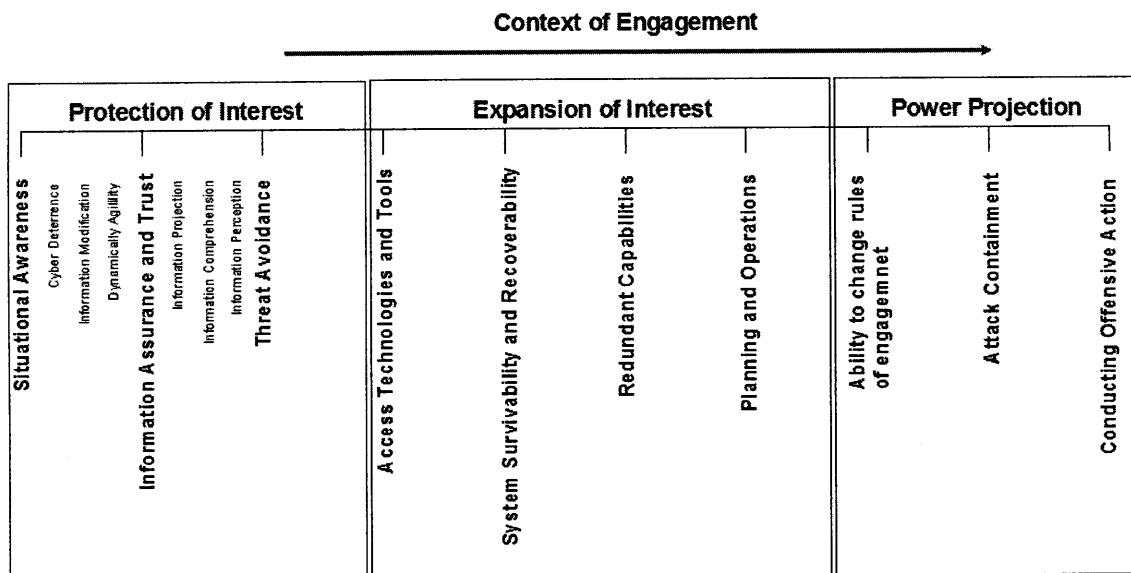 Context of Engagement
Protection of Interest
Expansion of Interest
Power Projection
Situational Awareness
Cyber Deterrence
Information Modification
Dynamically Agillity
Information Assurance and Trust
Information Projection
Information Comprehension
Information Perception
Threat Avoidance
Access Technologies and Tools
System Survivability and Recoverability
Redundant Capabilities
Planning and Operations
Ability to change rules
of engagemnet
Attack Containment
Conducting Offensive Action